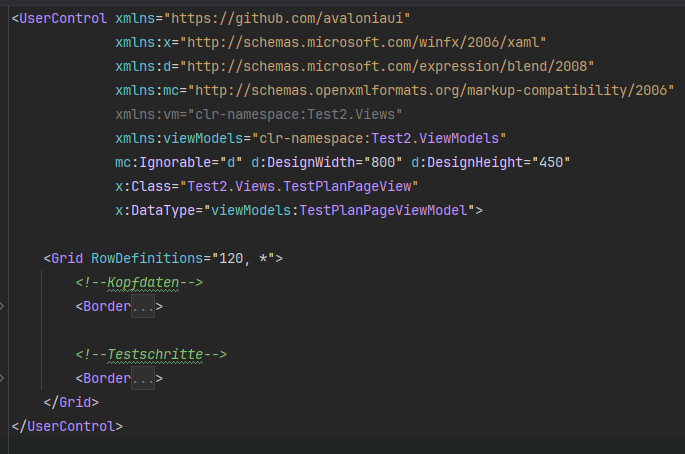 <UserControl xmlns="https://github.com/avaloniaui"
             xmlns:x="http://schemas.microsoft.com/winfx/2006/xaml"
             xmlns:d="http://schemas.microsoft.com/expression/blend/2008"
             xmlns:mc="http://schemas.openxmlformats.org/markup-compatibility/2006"
             xmlns:vm="clr-namespace:Test2.Views"
             xmlns:viewModels="clr-namespace:Test2.ViewModels"
             mc:Ignorable="d" d:DesignWidth="800" d:DesignHeight="450"
             x:Class="Test2.Views.TestPlanPageView"
             x:DataType="viewModels:TestPlanPageViewModel">

    <Grid RowDefinitions="120, *">
        <!--Kopfdaten-->
        <Border...>

        <!--Testschritte-->
        <Border...>
    </Grid>
</UserControl>